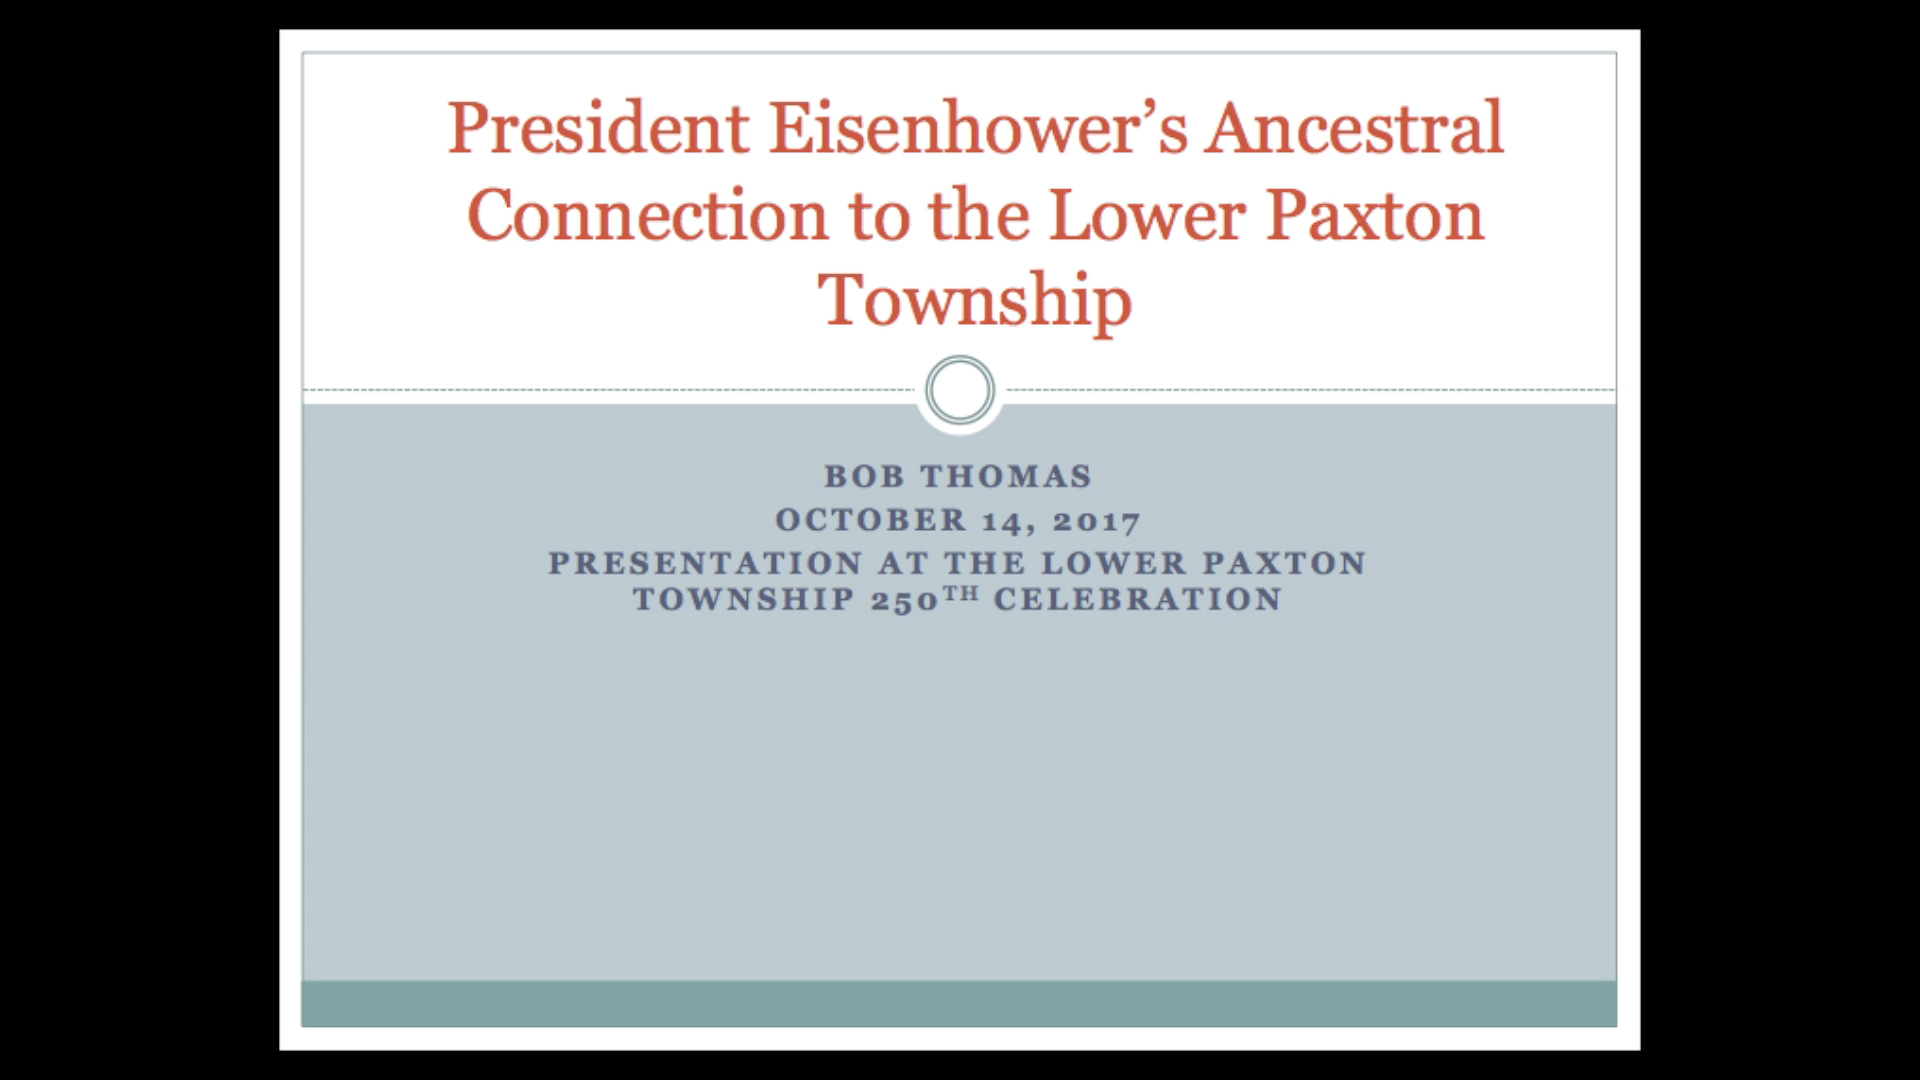 President Eisenhower’s Ancestral
Connection to the Lower Paxton
Township
BOB THOMAS
OCTOBER 14, 2017
PRESENTATION AT THE LOWER PAXTON
TOWNSHIP 250TH CELEBRATION